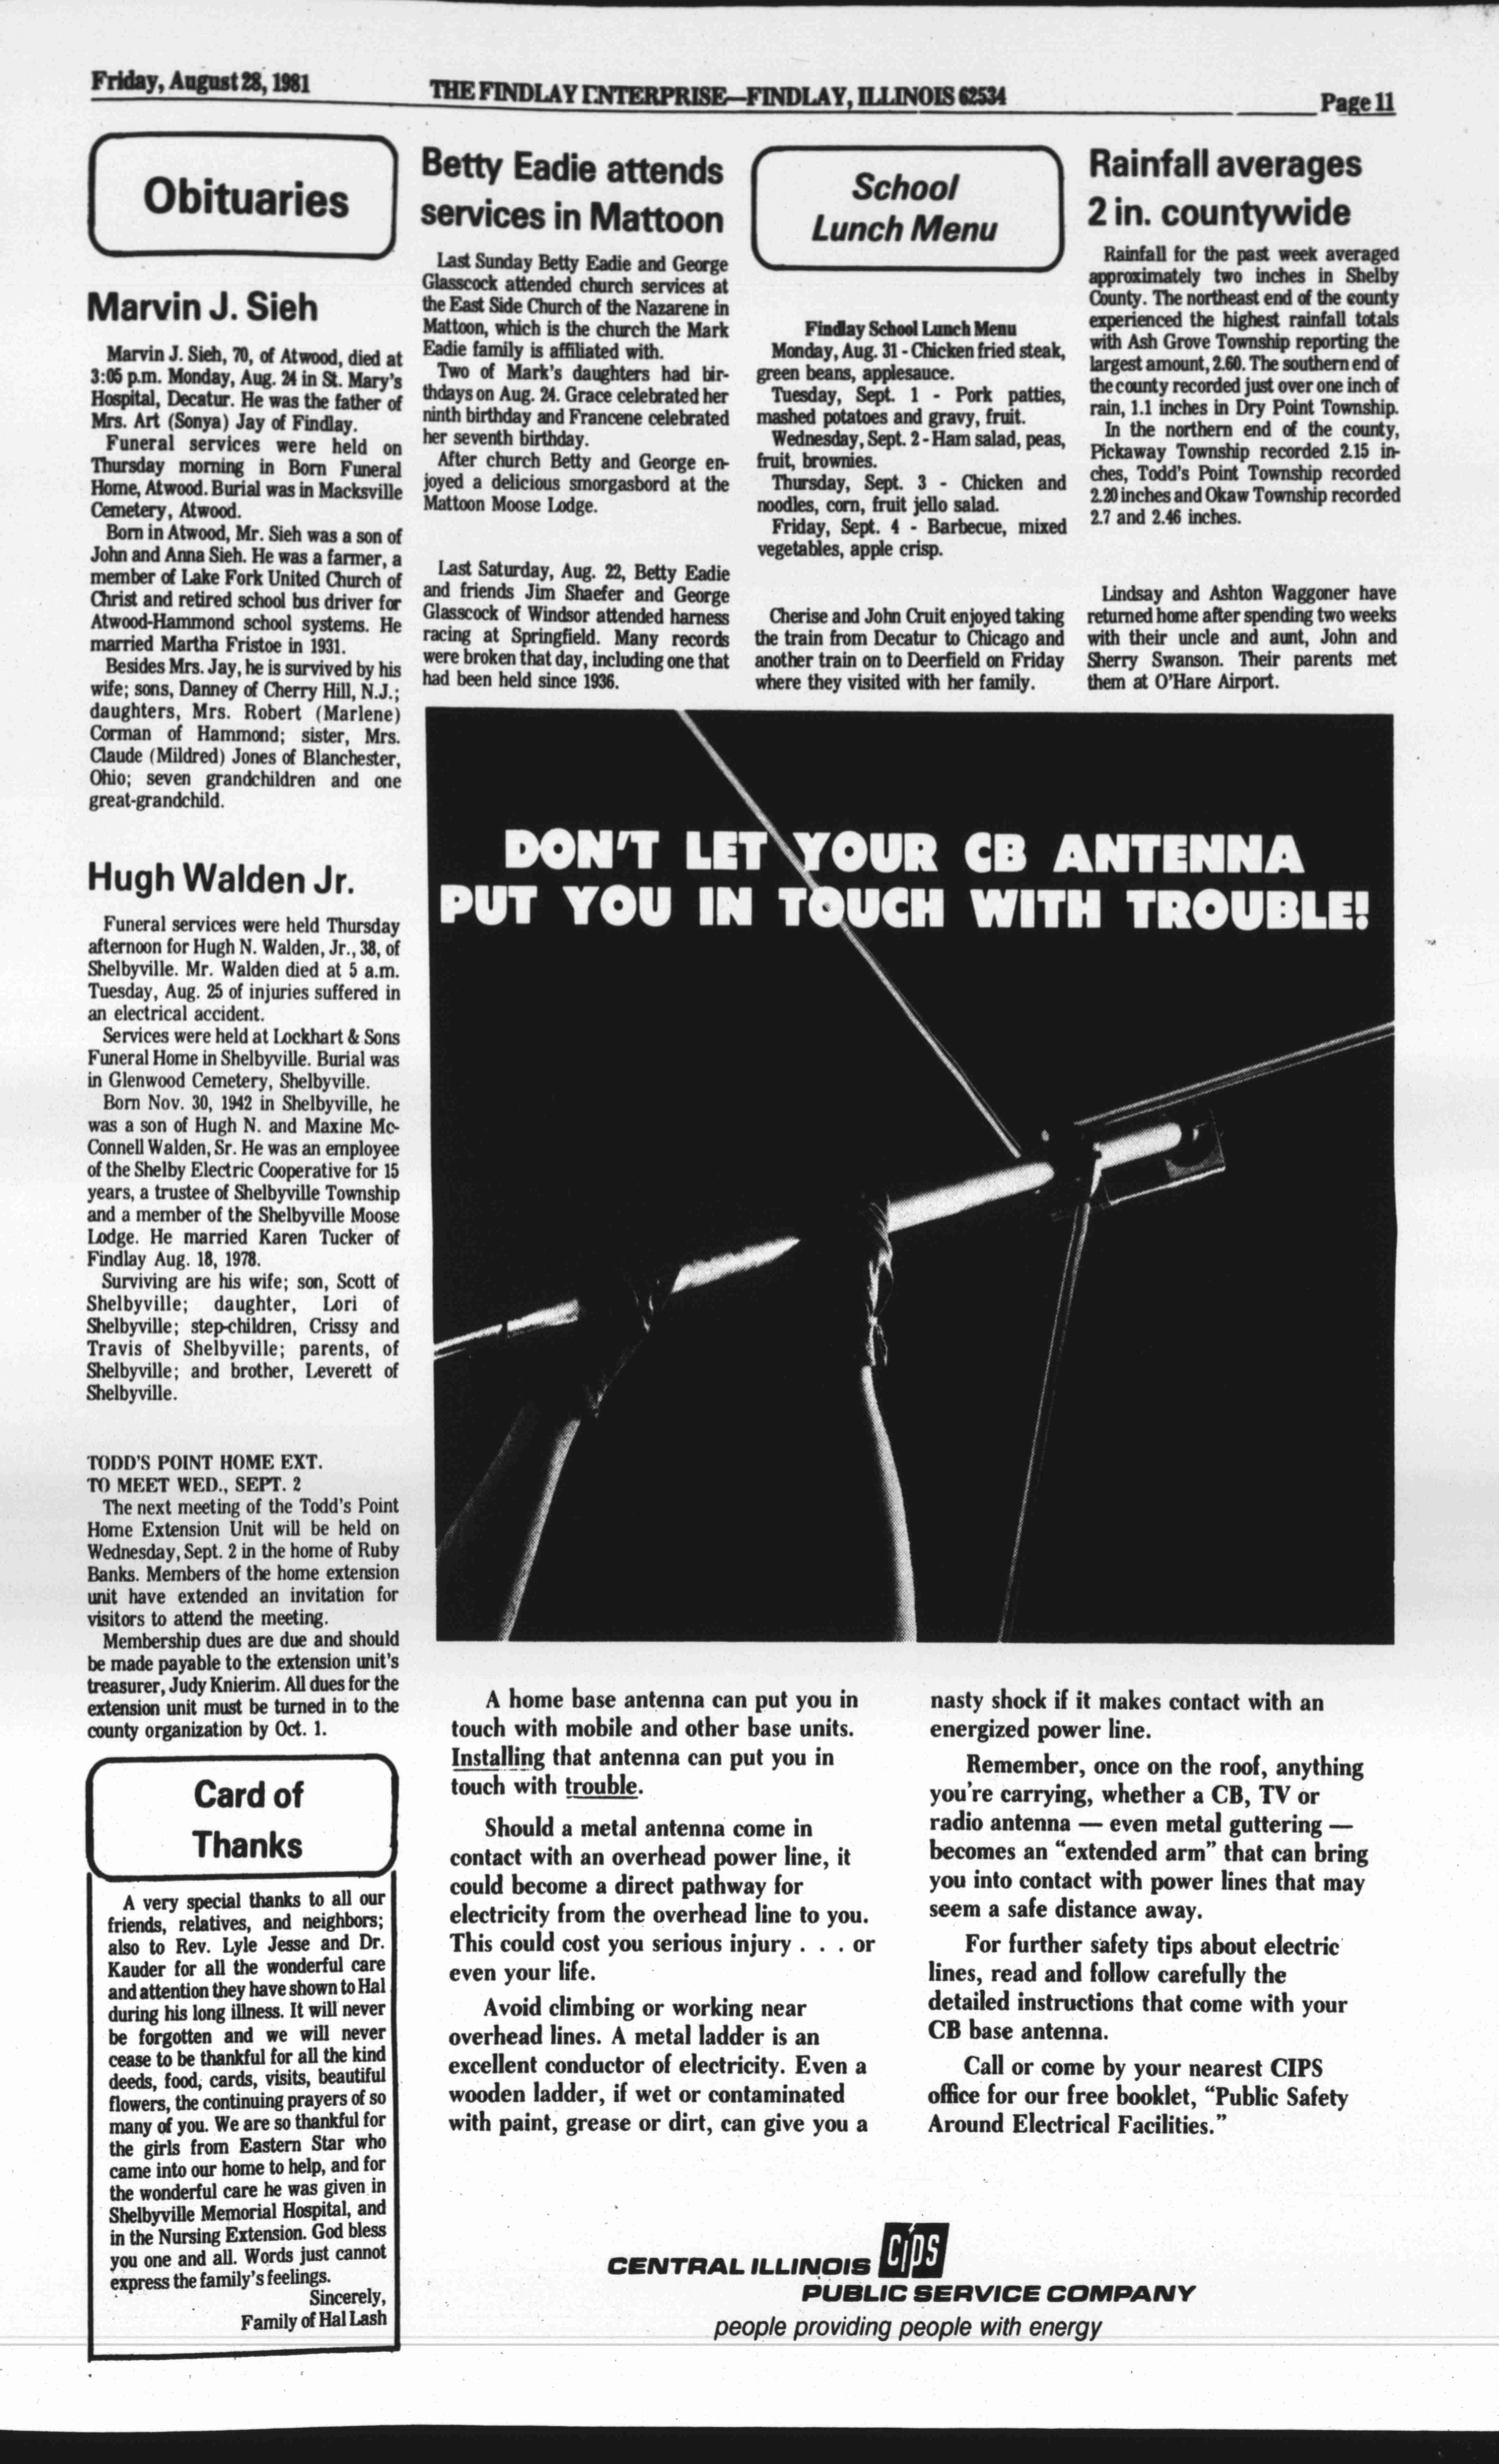 Friday, August 28, 1981
THE FINDLAY ENTERPRISE—FINDLAY, ILLINOIS 62534
Page 11
Obituaries
Marvin J. Sieh
Marvin J. Sieh, 70, of Atwood, died at
3:05 p.m. Monday, Aug. 24 in St. Mary's
Hospital, Decatur. He was the father of
Mrs. Art (Sonya) Jay of Findlay.
Funeral services were held on
Thursday morning in Born Funeral
Home, Atwood. Burial was in Macksville
Cemetery, Atwood.
Born in Atwood, Mr. Sieh was a son of
John and Anna Sieh. He was a farmer, a
member of Lake Fork United Church of
Christ and retired school bus driver for
Atwood-Hammond school systems. He
married Martha Fristoe in 1931.
Besides Mrs. Jay, he is survived by his
wife; sons, Danney of Cherry Hill, N.J.;
daughters, Mrs. Robert (Marlene)
Corman of Hammond; sister, Mrs.
Claude (Mildred) Jones of Blanchester,
Ohio; seven grandchildren and one
great-grandchild.
Hugh Walden Jr.
Funeral services were held Thursday
afternoon for Hugh N. Walden, Jr., 38, of
Shelbyville. Mr. Walden died at 5 a.m.
Tuesday, Aug. 25 of injuries suffered in
an electrical accident.
Services were held at Lockhart & Sons
Funeral Home in Shelbyville. Burial was
in Glenwood Cemetery, Shelbyville.
Born Nov. 30, 1942 in Shelbyville, he
was a son of Hugh N. and Maxine Mc-
Connell Walden, Sr. He was an employee
of the Shelby Electric Cooperative for 15
years, a trustee of Shelbyville Township
and a member of the Shelbyville Moose
Lodge. He married Karen Tucker of
Findlay Aug. 18, 1978.
Surviving are his wife; son, Scott of
Shelbyville; daughter, Lori of
Shelbyville; step-children, Crissy and
Travis of Shelbyville; parents, of
Shelbyville; and brother, Leverett of
Shelbyville.
TODD'S POINT HOME EXT.
TO MEET WED., SEPT. 2
The next meeting of the Todd's Point
Home Extension Unit will be held on
Wednesday, Sept. 2 in the home of Ruby
Banks. Members of the home extension
unit have extended an invitation for
visitors to attend the meeting.
Membership dues are due and should
be made payable to the extension unit's
treasurer, Judy Knierim. All dues for the
extension unit must be turned in to the
county organization by Oct. 1.
Card of
Thanks
A very special thanks to all our
friends, relatives, and neighbors;
also to Rev. Lyle Jesse and Dr.
Kauder for all the wonderful care
and attention they have shown to Hal
during his long illness. It will never
be forgotten and we will never
cease to be thankful for all the kind
deeds, food, cards, visits, beautiful
flowers, the continuing prayers of so
many of you. We are so thankful for
the girls from Eastern Star who
came into our home to help, and for
the wonderful care he was given in
Shelbyville Memorial Hospital, and
in the Nursing Extension. God bless
you one and all. Words just cannot
express the family's feelings.
Sincerely,
Family of Hal Lash
Betty Eadie attends
services in Mattoon
Last Sunday Betty Eadie and George
Glasscock attended church services at
the East Side Church of the Nazarene in
Mattoon, which is the church the Mark
Eadie family is affiliated with.
Two of Mark's daughters had bir-
thdays on Aug. 24. Grace celebrated her
ninth birthday and Francene celebrated
her seventh birthday.
After church Betty and George en-
joyed a delicious smorgasbord at the
Mattoon Moose Lodge.
Last Saturday, Aug. 22, Betty Eadie
and friends Jim Shaefer and George
Glasscock of Windsor attended harness
racing at Springfield. Many records
were broken that day, including one that
had been held since 1936.
School
Lunch Menu
Findlay School Lunch Menu
Monday, Aug. 31 - Chicken fried steak,
green beans, applesauce.
Tuesday, Sept. 1 - Pork patties,
mashed potatoes and gravy, fruit.
Wednesday, Sept. 2 - Ham salad, peas,
fruit, brownies.
Thursday, Sept. 3 - Chicken and
noodles, corn, fruit jello salad.
Friday, Sept. 4 - Barbecue, mixed
vegetables, apple crisp.
Cherise and John Cruit enjoyed taking
the train from Decatur to Chicago and
another train on to Deerfield on Friday
where they visited with her family.
Rainfall averages
2 in. countywide
Rainfall for the past week averaged
approximately two inches in Shelby
County. The northeast end of the county
experienced the highest rainfall totals
with Ash Grove Township reporting the
largest amount, 2.60. The southern end of
the county recorded just over one inch of
rain, 1.1 inches in Dry Point Township.
In the northern end of the county,
Pickaway Township recorded 2.15 in-
ches, Todd's Point Township recorded
2.20 inches and Okaw Township recorded
2.7 and 2.46 inches.
Lindsay and Ashton Waggoner have
returned home after spending two weeks
with their uncle and aunt, John and
Sherry Swanson. Their parents met
them at O'Hare Airport.
DON'T LET YOUR CB ANTENNA
PUT YOU IN TOUCH WITH TROUBLE!
A home base antenna can put you in
touch with mobile and other base units.
Installing that antenna can put you in
touch with trouble.
Should a metal antenna come in
contact with an overhead power line, it
could become a direct pathway for
electricity from the overhead line to you.
This could cost you serious injury . . . or
even your life.
Avoid climbing or working near
overhead lines. A metal ladder is an
excellent conductor of electricity. Even a
wooden ladder, if wet or contaminated
with paint, grease or dirt, can give you a
nasty shock if it makes contact with an
energized power line.
Remember, once on the roof, anything
you're carrying, whether a CB, TV or
radio antenna — even metal guttering —
becomes an "extended arm" that can bring
you into contact with power lines that may
seem a safe distance away.
For further safety tips about electric
lines, read and follow carefully the
detailed instructions that come with your
CB base antenna.
Call or come by your nearest CIPS
office for our free booklet, "Public Safety
Around Electrical Facilities."
CENTRAL ILLINOIS CIPS
PUBLIC SERVICE COMPANY
people providing people with energy